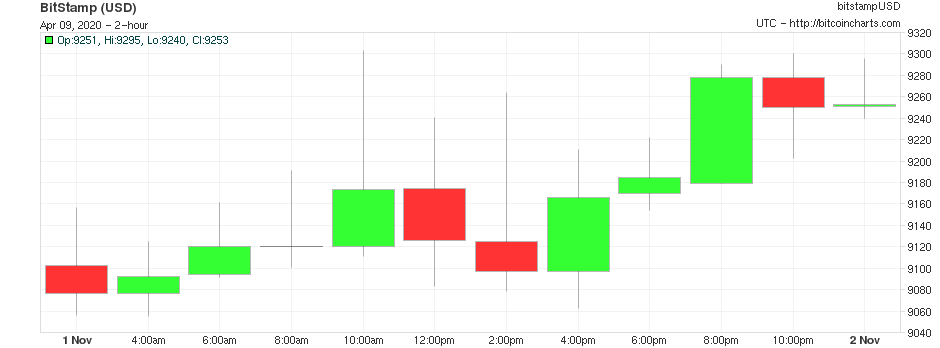 BitStamp (USD)
bitstampUSD
Apr 09, 2020 - 2-hour
UTC - http://bitcoincharts.com
Op:9251, Hi:9295, Lo:9240, Cl:9253
9320
9300
9280
9260
9240
9220
9200
9180
9160
9140
9120
9100
9080
9060
9040
1 Nov 4:00am 6:00am 8:00am 10:00am 12:00pm 2:00pm 4:00pm 6:00pm 8:00pm 10:00pm 2 Nov